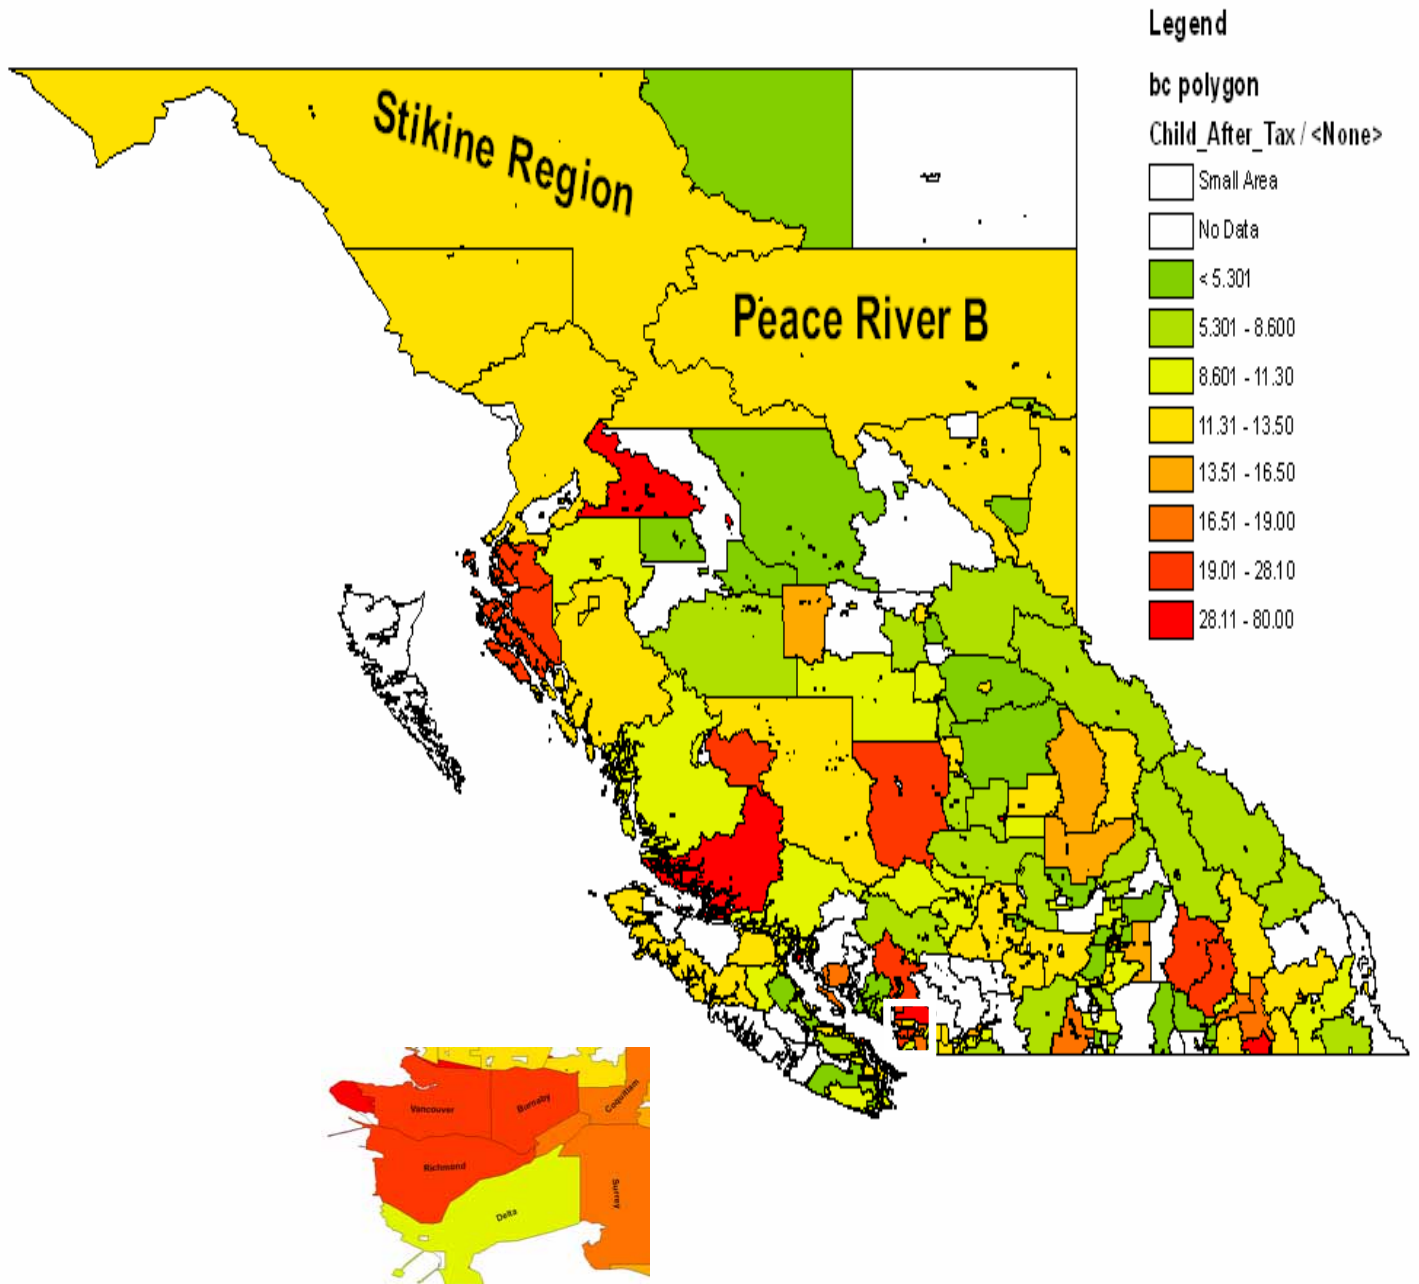 Legend
bc polygon
Child_After_Tax / <None>
Small Area
No Data
< 5.301
5.301 - 8.600
8.601 - 11.30
11.31 - 13.50
13.51 - 16.50
16.51 - 19.00
19.01 - 28.10
28.11 - 80.00
Stikine Region
Peace River B
Vancouver
Burnaby
Coquitlam
Richmond
Surrey
Delta